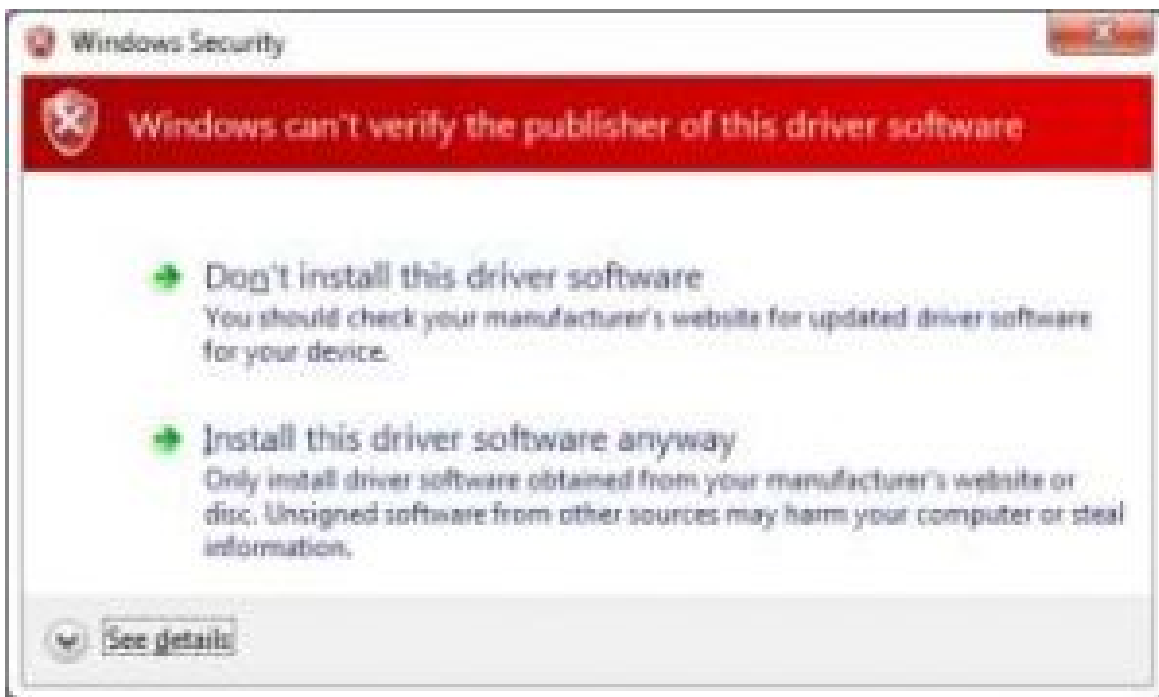 Windows Security
Windows can't verify the publisher of this driver software
Don't install this driver software
You should check your manufacturer's website for updated driver software
for your device.
Install this driver software anyway
Only install driver software obtained from your manufacturer's website or
disc. Unsigned software from other sources may harm your computer or steal
information.
See details